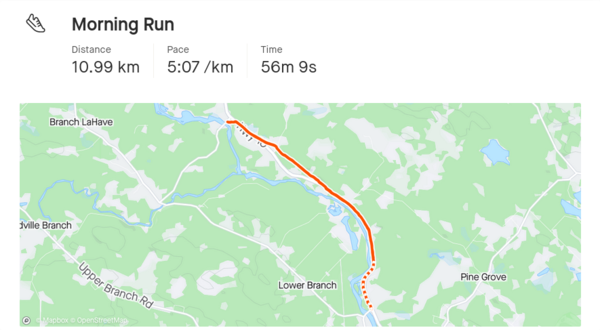 Morning Run
Distance Pace Time
10.99 km 5:07 /km 56m 9s
Branch LaHave
dville Branch
Upper Branch Rd
Lower Branch
Pine Grove
© Mapbox © OpenStreetMap